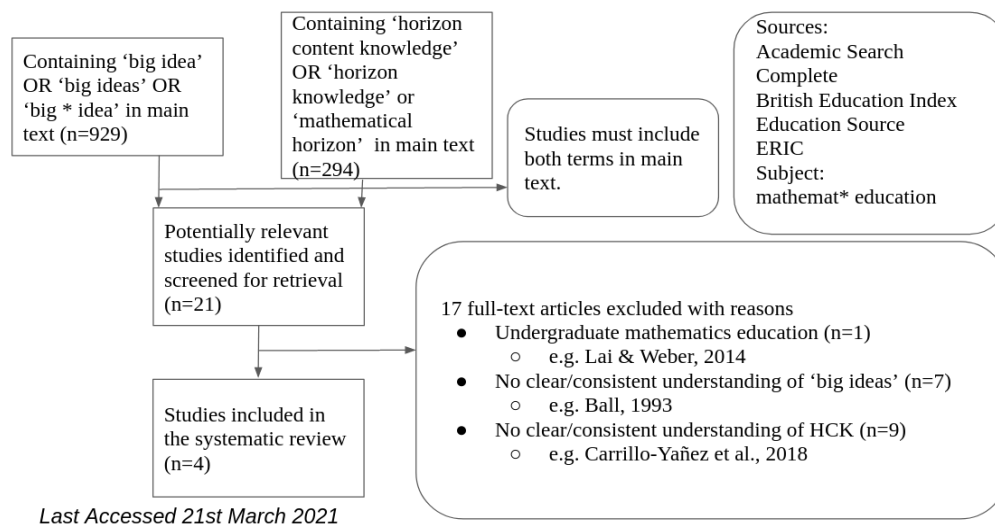 Containing ‘big idea’
OR ‘big ideas’ OR
‘big * idea’ in main
text (n=929)
Containing ‘horizon
content knowledge’
OR ‘horizon
knowledge’ or
‘mathematical
horizon’  in main text
(n=294)
Sources:
Academic Search
Complete
British Education Index
Education Source
ERIC
Subject:
mathemat* education
Studies must include
both terms in main
text.
Potentially relevant
studies identified and
screened for retrieval
(n=21)
17 full-text articles excluded with reasons
● Undergraduate mathematics education (n=1)
○ e.g. Lai & Weber, 2014
● No clear/consistent understanding of ‘big ideas’ (n=7)
○ e.g. Ball, 1993
● No clear/consistent understanding of HCK (n=9)
○ e.g. Carrillo-Yañez et al., 2018
Studies included in
the systematic review
(n=4)
Last Accessed 21st March 2021